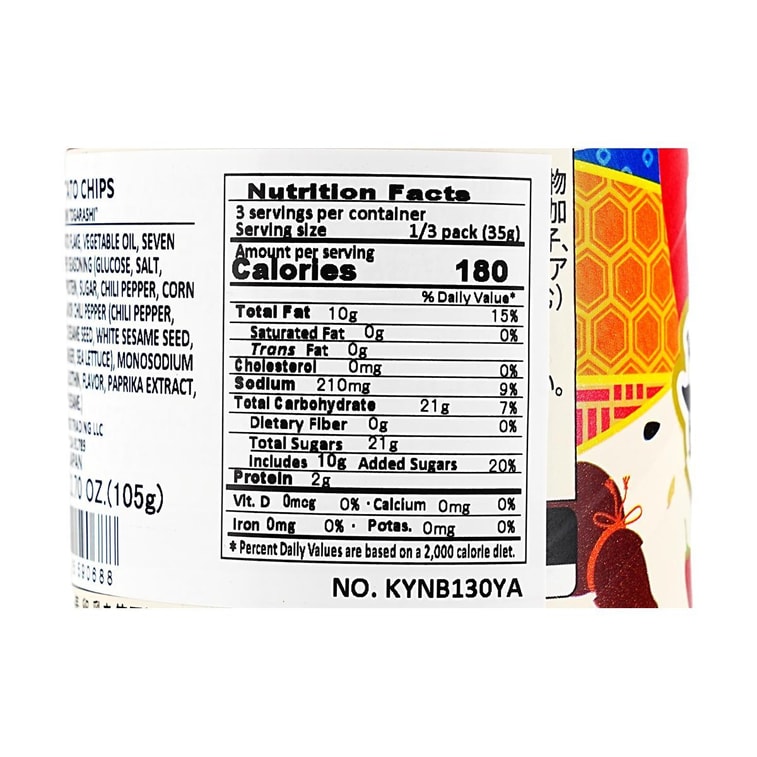 CHIPS
FLAKE, VEGETABLE OIL, SEVEN
SEASONING (GLUCOSE, SALT,
SUGAR, CHILI PEPPER, CORN
CHILI PEPPER (CHILI PEPPER,
SEED, WHITE SESAME SEED,
SEA LETTUCE), MONOSODIUM
FLAVOR, PAPRIKA EXTRACT,
TRADING LLC
OZ.(105g)
Nutrition Facts
3 servings per container
Serving size 1/3 pack (35g)
Amount per serving
Calories 180
% Daily Value*
Total Fat 10g 15%
Saturated Fat 0g 0%
Trans Fat 0g
Cholesterol 0mg 0%
Sodium 210mg 9%
Total Carbohydrate 21g 7%
Dietary Fiber 0g 0%
Total Sugars 21g
Includes 10g Added Sugars 20%
Protein 2g
Vit. D 0mcg 0% · Calcium 0mg 0%
Iron 0mg 0% · Potas. 0mg 0%
* Percent Daily Values are based on a 2,000 calorie diet.
NO. KYNB130YA